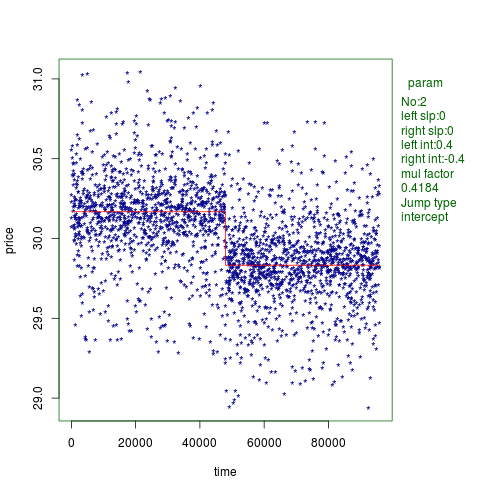 param
No:2
left slp:0
right slp:0
left int:0.4
right int:-0.4
mul factor
0.4184
Jump type
intercept
price
31.0
30.5
30.0
29.5
29.0
0 20000 40000 60000 80000
time